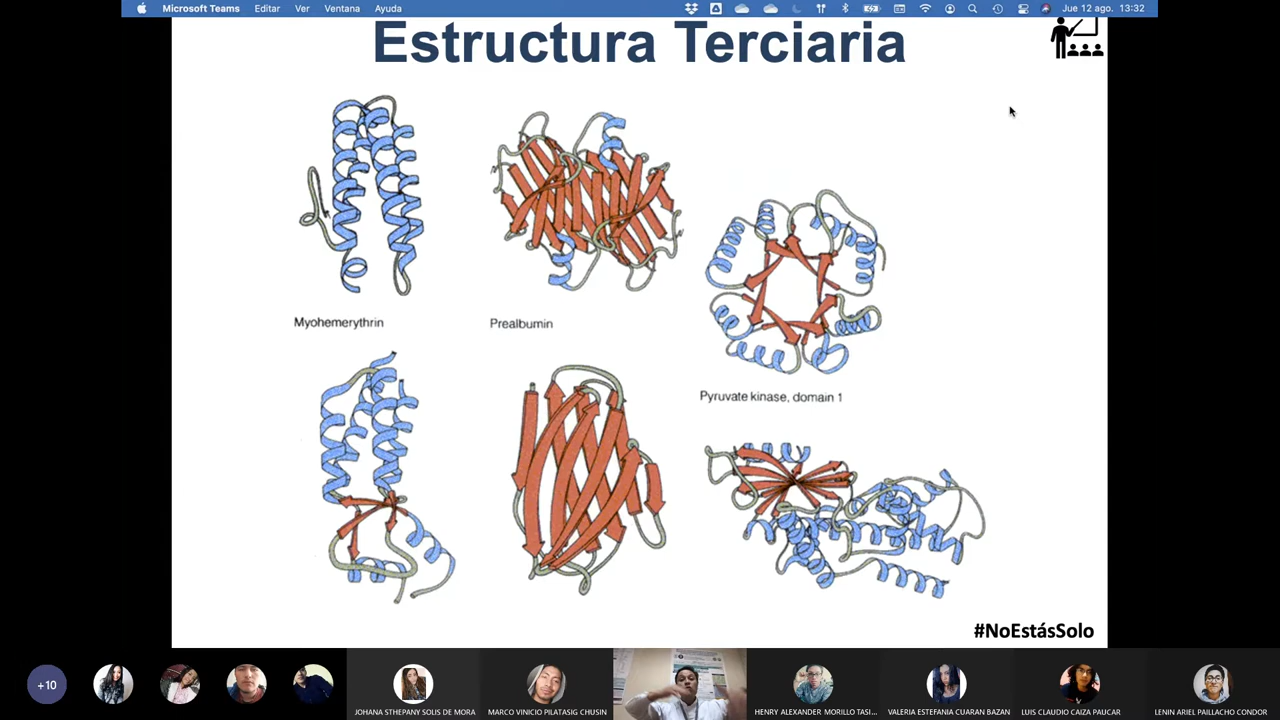 Microsoft Teams Editar Ver Ventana Ayuda Jue 12 ago. 13:32
Estructura Terciaria
Myohemerythrin
Prealbumin
Pyruvate kinase, domain 1
#NoEstásSolo
+10
JOHANA STHEPANY SOLIS DE MORA
MARCO VINICIO PILATASIG CHUSIN
HENRY ALEXANDER MORILLO TASI...
VALERIA ESTEFANIA CUARAN BAZAN
LUIS CLAUDIO CAIZA PAUCAR
LENIN ARIEL PAILLACHO CONDOR